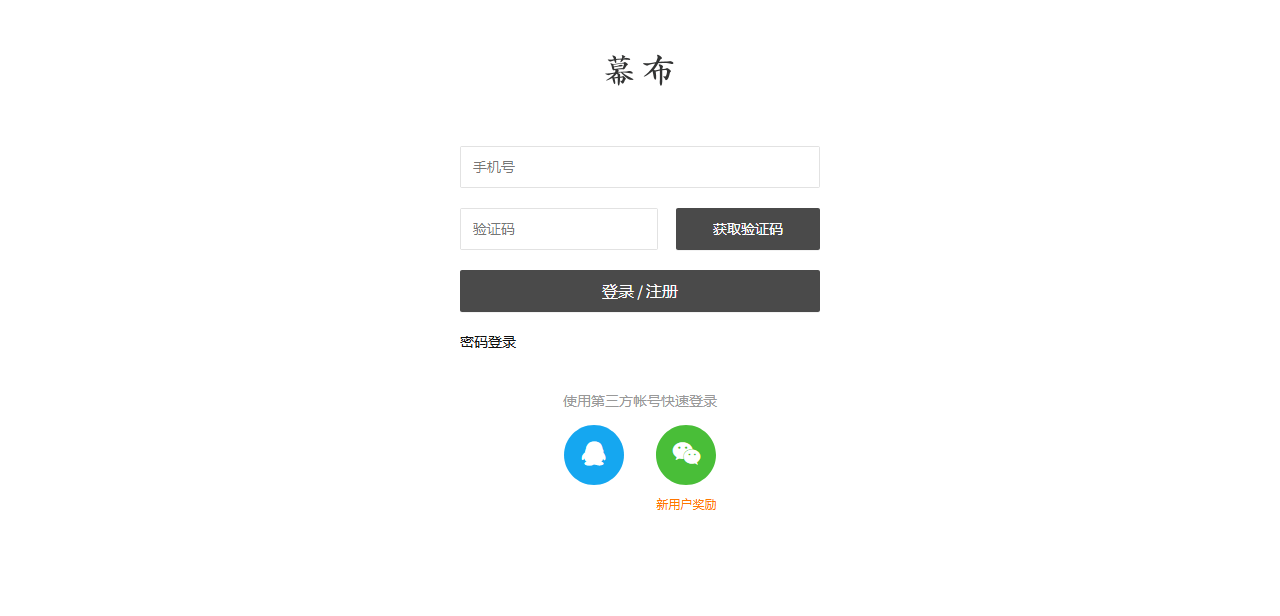 幕布
手机号
验证码
获取验证码
登录 / 注册
密码登录
使用第三方帐号快速登录
新用户奖励